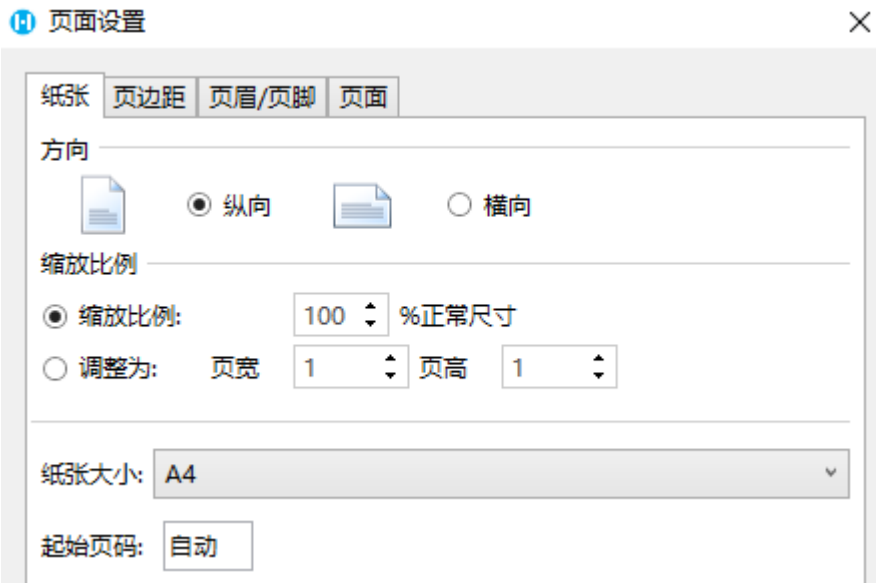 页面设置
纸张 页边距 页眉/页脚 页面
方向
纵向 横向
缩放比例
缩放比例: 100 %正常尺寸
调整为: 页宽 1 页高 1
纸张大小: A4
起始页码: 自动